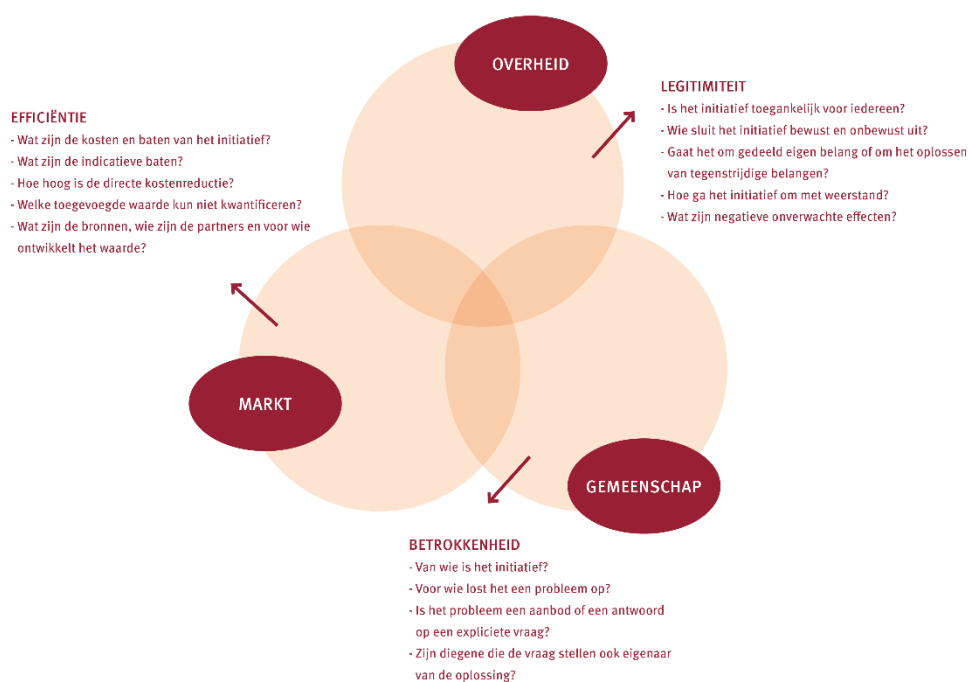 OVERHEID
LEGITIMITEIT
- Is het initiatief toegankelijk voor iedereen?
- Wie sluit het initiatief bewust en onbewust uit?
- Gaat het om gedeeld eigen belang of om het oplossen
van tegenstrijdige belangen?
- Hoe ga het initiatief om met weerstand?
- Wat zijn negatieve onverwachte effecten?
EFFICIËNTIE
- Wat zijn de kosten en baten van het initiatief?
- Wat zijn de indicatieve baten?
- Hoe hoog is de directe kostenreductie?
- Welke toegevoegde waarde kun niet kwantificeren?
- Wat zijn de bronnen, wie zijn de partners en voor wie
ontwikkelt het waarde?
MARKT
GEMEENSCHAP
BETROKKENHEID
- Van wie is het initiatief?
- Voor wie lost het een probleem op?
- Is het probleem een aanbod of een antwoord
op een expliciete vraag?
- Zijn diegene die de vraag stellen ook eigenaar
van de oplossing?